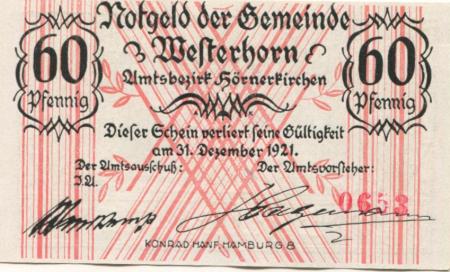 Notgeld der Gemeinde
Westerhorn
Amtsbezirk Hörnerkirchen
60 Pfennig
60 Pfennig
Dieser Schein verliert seine Gültigkeit
am 31. Dezember 1921.
Der Amtsausschuß: Der Amtsvorsteher:
I.A.
0653
KONRAD HANF, HAMBURG 8